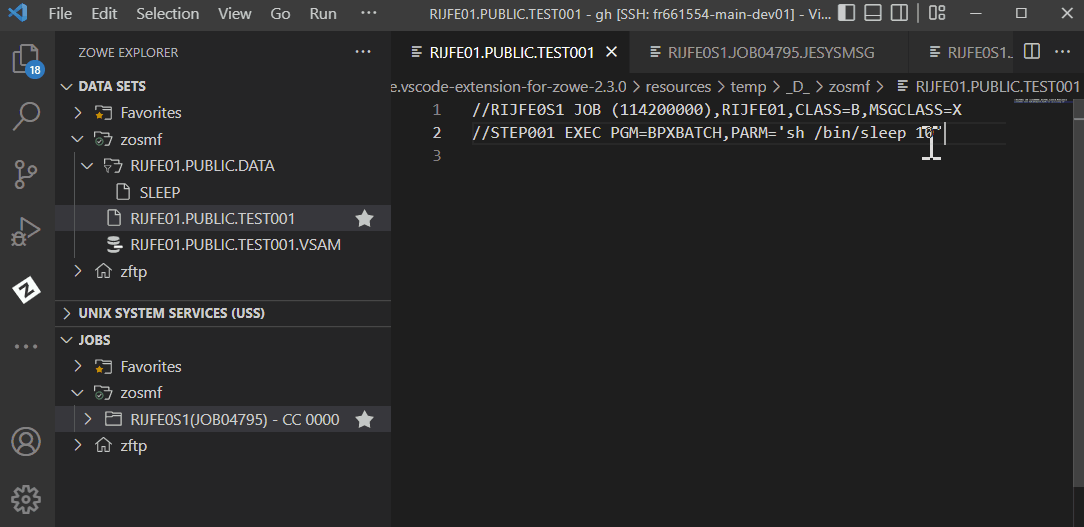 File Edit Selection View Go Run ··· RIJFE01.PUBLIC.TEST001 - gh [SSH: fr661554-main-dev01] - Vi...
18
ZOWE EXPLORER
DATA SETS
Favorites
zosmf
RIJFE01.PUBLIC.DATA
SLEEP
RIJFE01.PUBLIC.TEST001
RIJFE01.PUBLIC.TEST001.VSAM
zftp
UNIX SYSTEM SERVICES (USS)
JOBS
Favorites
zosmf
RIJFE0S1(JOB04795) - CC 0000
zftp
RIJFE01.PUBLIC.TEST001 RIJFE0S1.JOB04795.JESYSMSG RIJFE0S1.
e.vscode-extension-for-zowe-2.3.0 > resources > temp > _D_ > zosmf > RIJFE01.PUBLIC.TEST001
1 //RIJFE0S1 JOB (114200000),RIJFE01,CLASS=B,MSGCLASS=X
2 //STEP001 EXEC PGM=BPXBATCH,PARM='sh /bin/sleep 10'
3